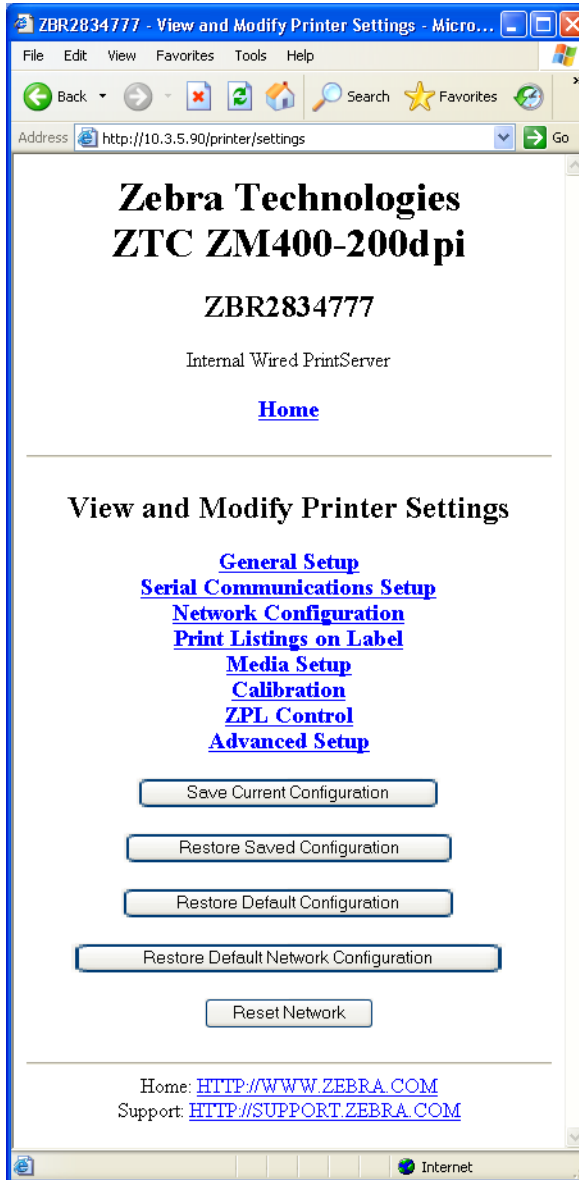 ZBR2834777 - View and Modify Printer Settings - Micro...
File Edit View Favorites Tools Help
Back Search Favorites »
Address http://10.3.5.90/printer/settings Go
Zebra Technologies
ZTC ZM400-200dpi
ZBR2834777
Internal Wired PrintServer
Home
View and Modify Printer Settings
General Setup
Serial Communications Setup
Network Configuration
Print Listings on Label
Media Setup
Calibration
ZPL Control
Advanced Setup
Save Current Configuration
Restore Saved Configuration
Restore Default Configuration
Restore Default Network Configuration
Reset Network
Home: HTTP://WWW.ZEBRA.COM
Support: HTTP://SUPPORT.ZEBRA.COM
Internet